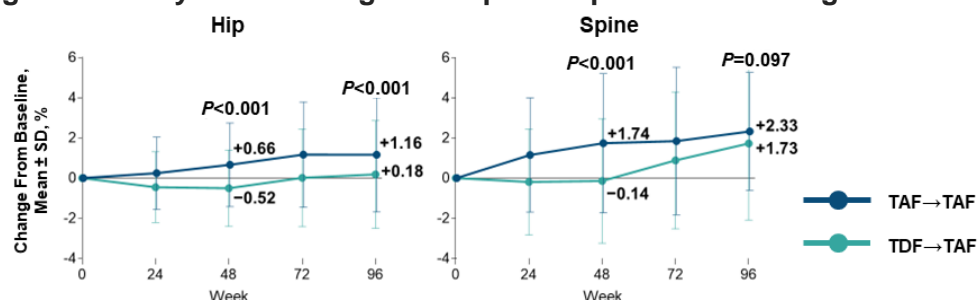 Hip
Spine
Change From Baseline,
Mean ± SD, %
6
4
2
0
-2
-4
P<0.001
P<0.001
+0.66
−0.52
+1.16
+0.18
0
24
48
72
96
Week
6
4
2
0
-2
-4
P<0.001
P=0.097
+1.74
−0.14
+2.33
+1.73
0
24
48
72
96
Week
TAF→TAF
TDF→TAF